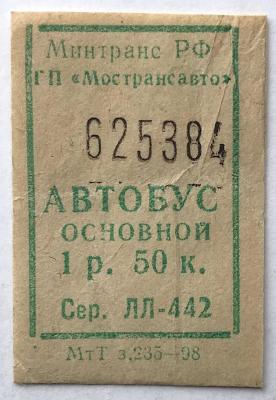 Минтранс РФ
ГП «Мострансавто»
625384
АВТОБУС
ОСНОВНОЙ
1 р. 50 к.
Сер. ЛЛ-442
МтТ з.235—98